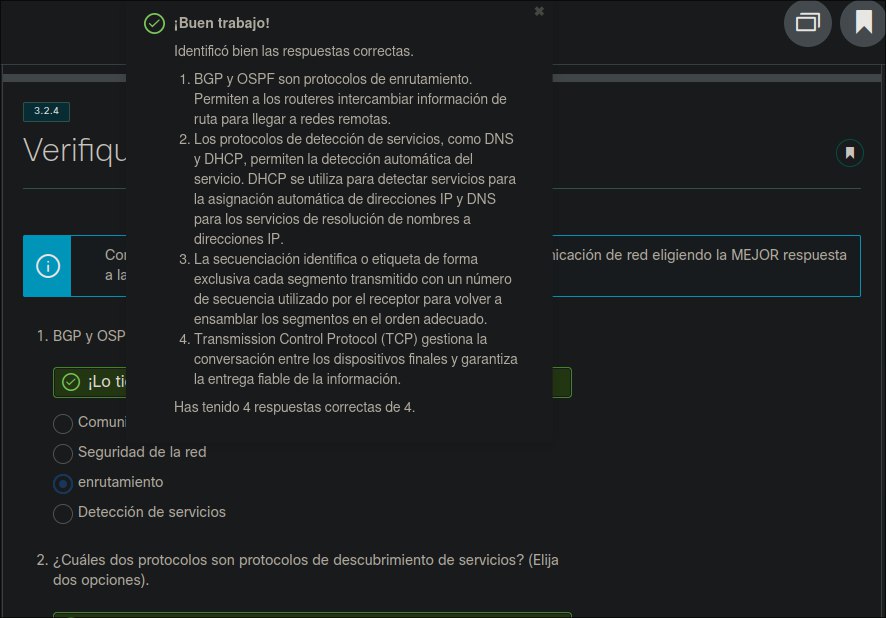 ¡Buen trabajo!
Identificó bien las respuestas correctas.
1. BGP y OSPF son protocolos de enrutamiento.
Permiten a los routeres intercambiar información de
ruta para llegar a redes remotas.
2. Los protocolos de detección de servicios, como DNS
y DHCP, permiten la detección automática del
servicio. DHCP se utiliza para detectar servicios para
la asignación automática de direcciones IP y DNS
para los servicios de resolución de nombres a
direcciones IP.
3. La secuenciación identifica o etiqueta de forma
exclusiva cada segmento transmitido con un número
de secuencia utilizado por el receptor para volver a
ensamblar los segmentos en el orden adecuado.
4. Transmission Control Protocol (TCP) gestiona la
conversación entre los dispositivos finales y garantiza
la entrega fiable de la información.
Has tenido 4 respuestas correctas de 4.
3.2.4
Verifiqu
Co
nicación de red eligiendo la MEJOR respuesta
a la
1. BGP y OSP
¡Lo ti
Comuni
Seguridad de la red
enrutamiento
Detección de servicios
2. ¿Cuáles dos protocolos son protocolos de descubrimiento de servicios? (Elija
dos opciones).